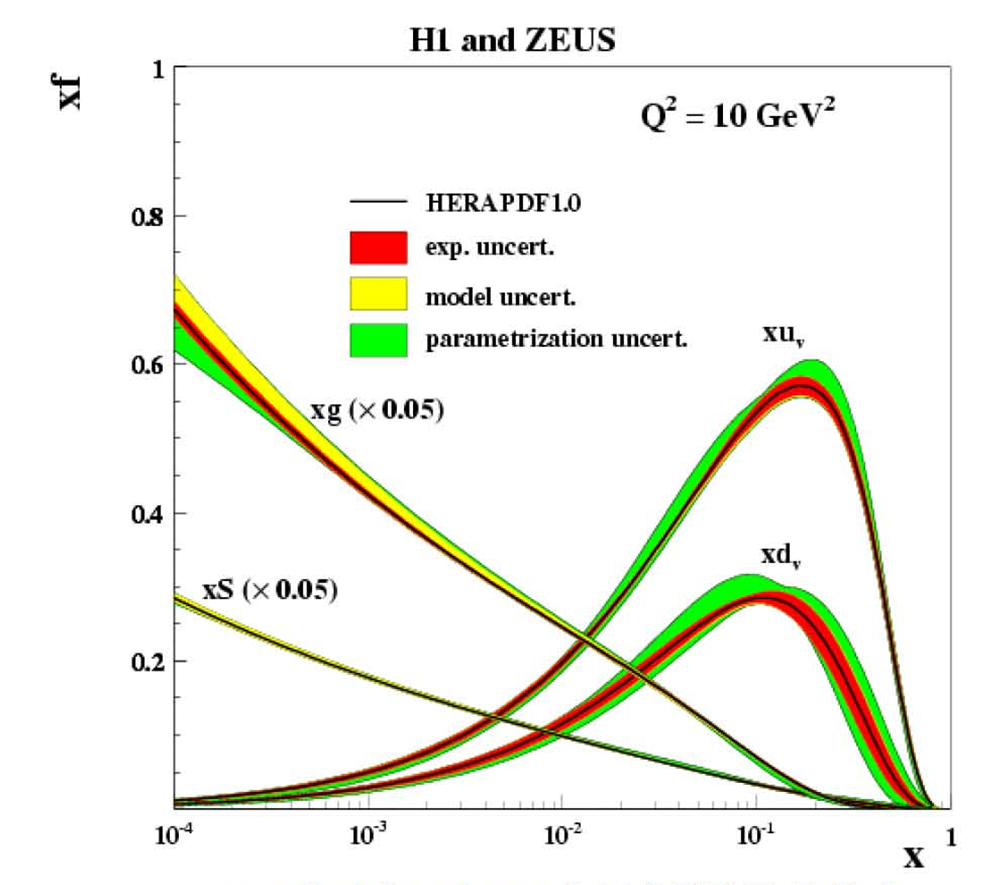 H1 and ZEUS
xf
Q² = 10 GeV²
HERAPDF1.0
exp. uncert.
model uncert.
parametrization uncert.
xuᵥ
xg (× 0.05)
xdᵥ
xS (× 0.05)
1
0.8
0.6
0.4
0.2
10⁻⁴ 10⁻³ 10⁻² 10⁻¹ 1
x